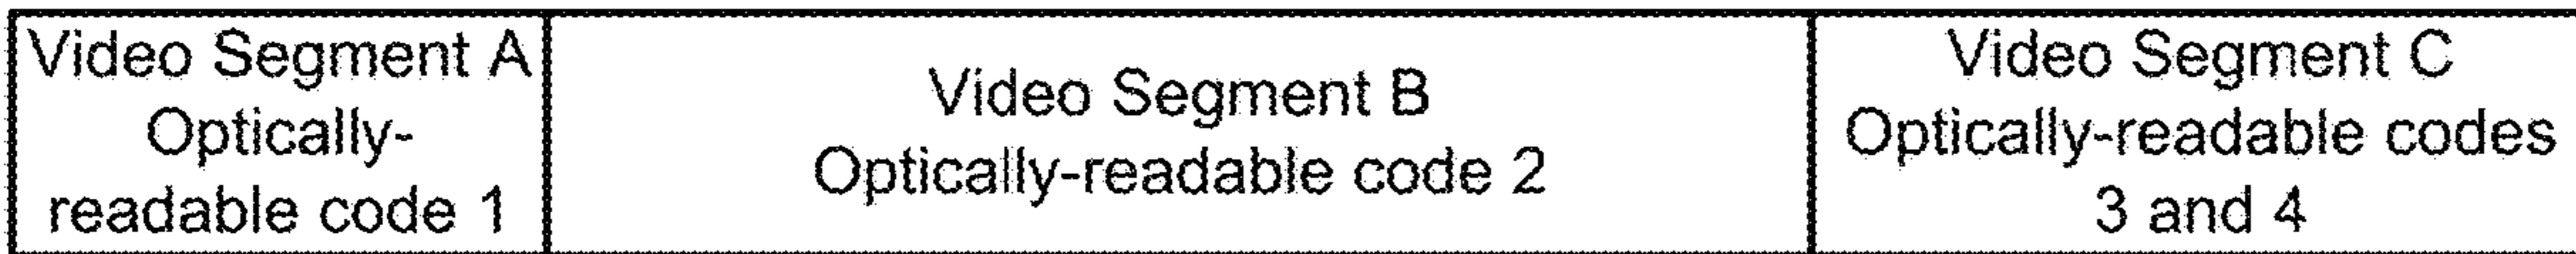 Video Segment A
Optically-
readable code 1
Video Segment B
Optically-readable code 2
Video Segment C
Optically-readable codes
3 and 4